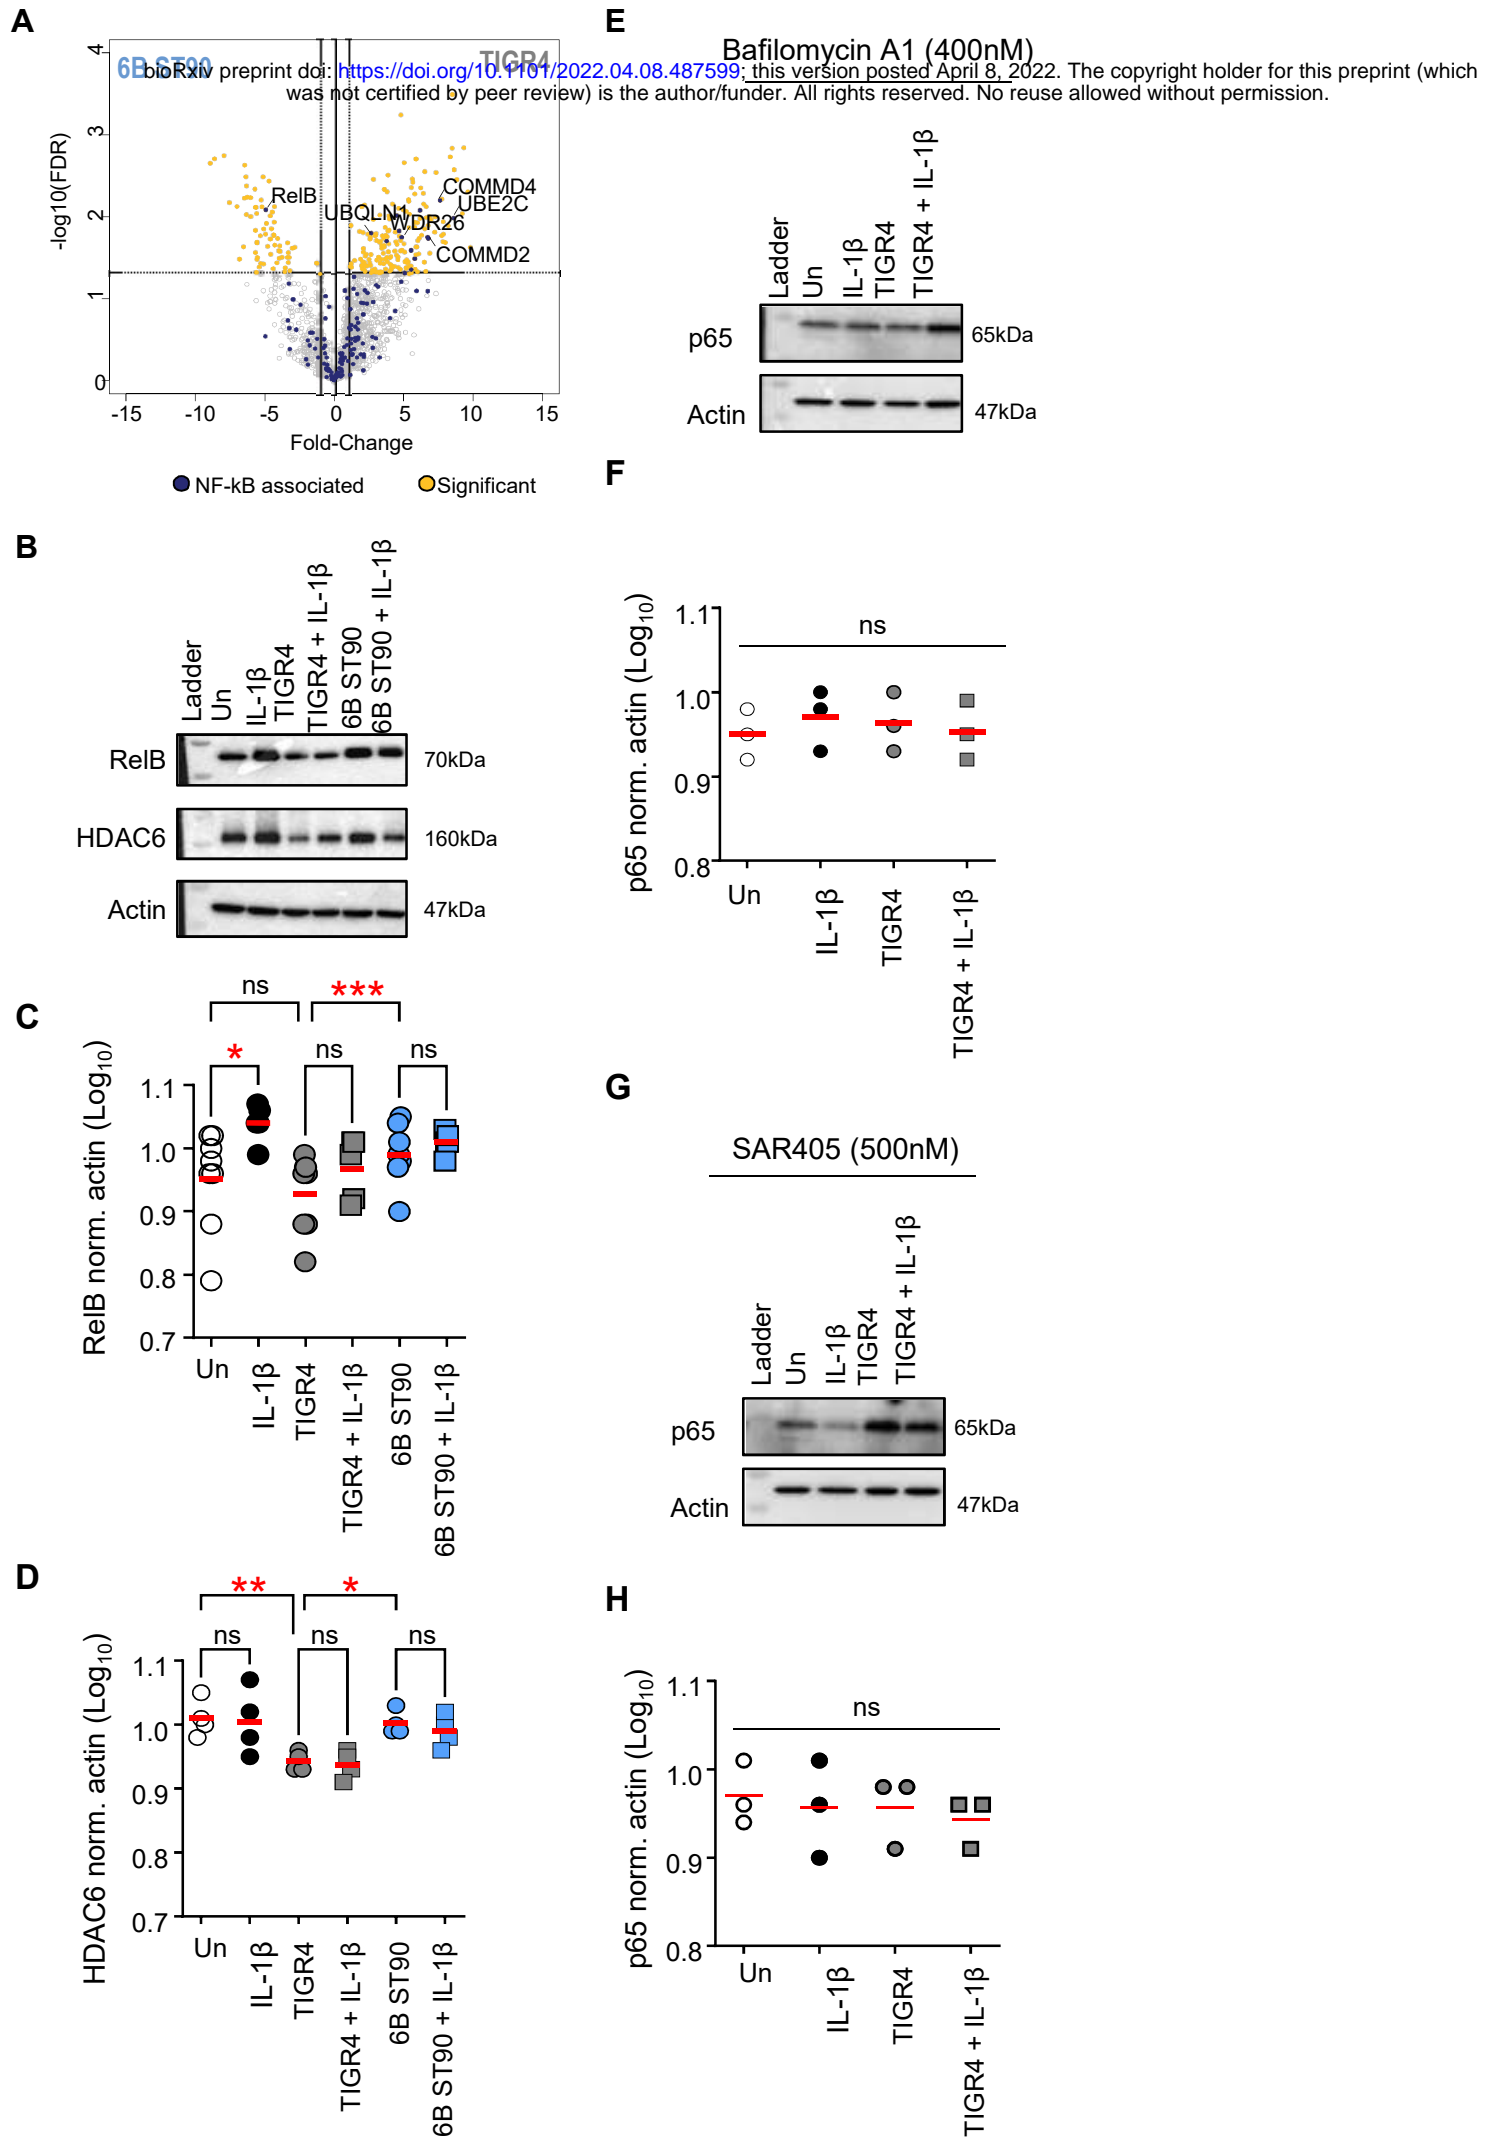 A
6B ST90
TIGR4
bioRxiv preprint doi: https://doi.org/10.1101/2022.04.08.487599; this version posted April 8, 2022. The copyright holder for this preprint (which
was not certified by peer review) is the author/funder. All rights reserved. No reuse allowed without permission.
-log10(FDR)
4
3
2
1
0
RelB
UBQLN1
WDR26
COMMD4
UBE2C
COMMD2
-15
-10
-5
0
5
10
15
Fold-Change
NF-kB associated
Significant
B
Ladder
Un
IL-1β
TIGR4
TIGR4 + IL-1β
6B ST90
6B ST90 + IL-1β
RelB
70kDa
HDAC6
160kDa
Actin
47kDa
C
ns
***
*
ns
ns
RelB norm. actin (Log10)
1.1
1.0
0.9
0.8
0.7
Un
IL-1β
TIGR4
TIGR4 + IL-1β
6B ST90
6B ST90 + IL-1β
D
**
*
ns
ns
ns
HDAC6 norm. actin (Log10)
1.1
1.0
0.9
0.8
0.7
Un
IL-1β
TIGR4
TIGR4 + IL-1β
6B ST90
6B ST90 + IL-1β
E
Bafilomycin A1 (400nM)
Ladder
Un
IL-1β
TIGR4
TIGR4 + IL-1β
p65
65kDa
Actin
47kDa
F
ns
p65 norm. actin (Log10)
1.1
1.0
0.9
0.8
Un
IL-1β
TIGR4
TIGR4 + IL-1β
G
SAR405 (500nM)
Ladder
Un
IL-1β
TIGR4
TIGR4 + IL-1β
p65
65kDa
Actin
47kDa
H
ns
p65 norm. actin (Log10)
1.1
1.0
0.9
0.8
Un
IL-1β
TIGR4
TIGR4 + IL-1β